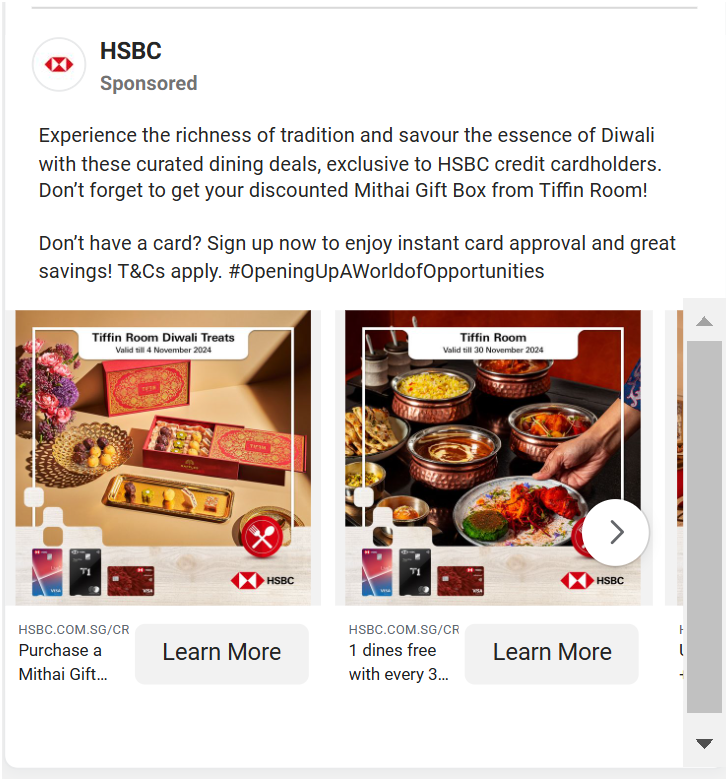 HSBC
Sponsored
Experience the richness of tradition and savour the essence of Diwali
with these curated dining deals, exclusive to HSBC credit cardholders.
Don’t forget to get your discounted Mithai Gift Box from Tiffin Room!
Don’t have a card? Sign up now to enjoy instant card approval and great
savings! T&Cs apply. #OpeningUpAWorldofOpportunities
Tiffin Room Diwali Treats
Valid till 4 November 2024
HSBC
VISA
VISA
Tiffin Room
Valid till 30 November 2024
HSBC
VISA
VISA
HSBC.COM.SG/CR
Purchase a
Mithai Gift...
Learn More
HSBC.COM.SG/CR
1 dines free
with every 3...
Learn More